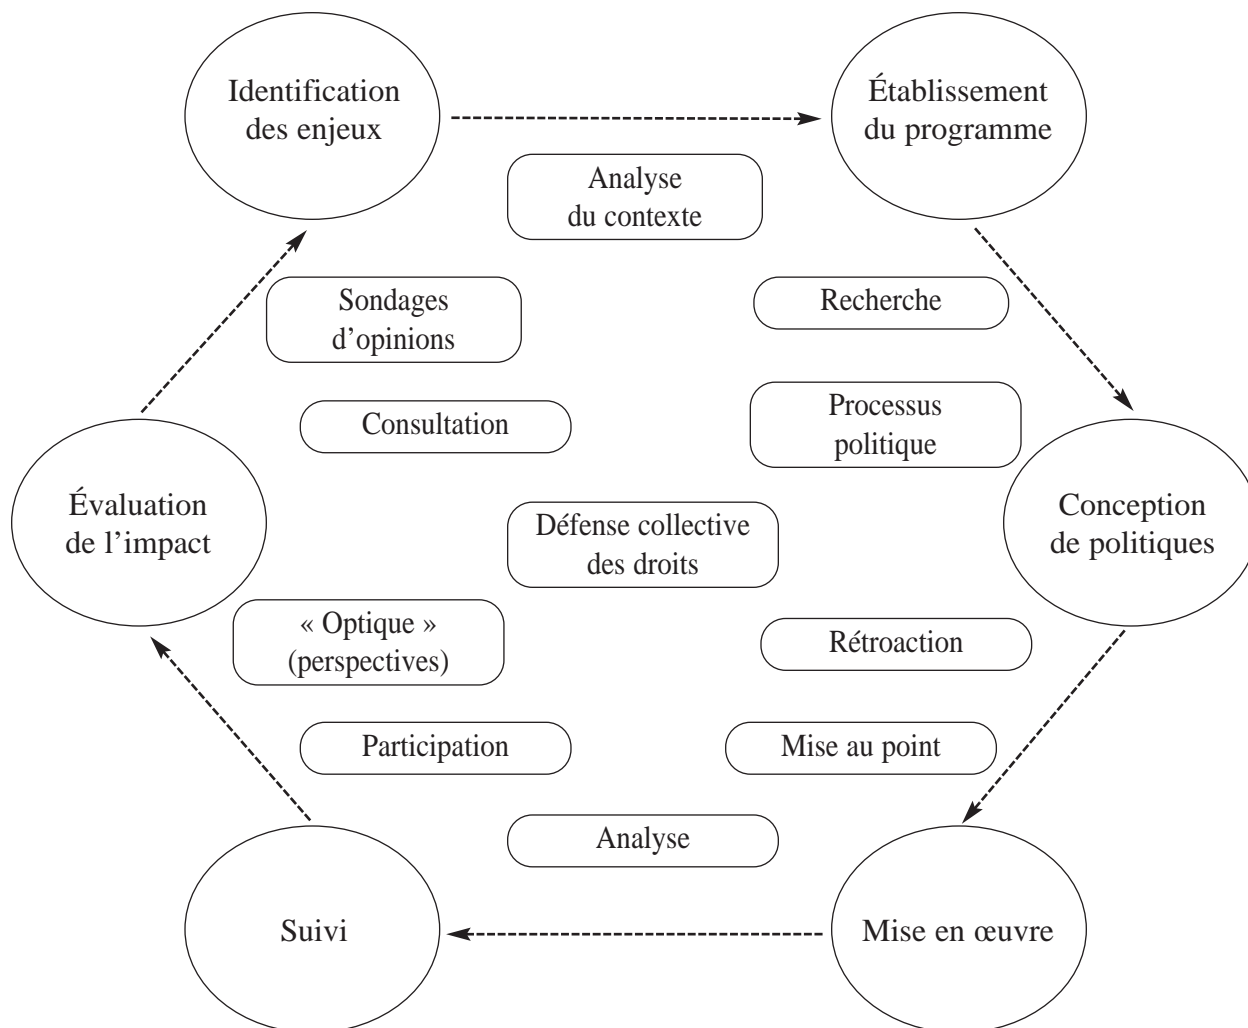 Identification
des enjeux
Établissement
du programme
Analyse
du contexte
Sondages
d’opinions
Recherche
Consultation
Processus
politique
Évaluation
de l’impact
Défense collective
des droits
Conception
de politiques
« Optique »
(perspectives)
Rétroaction
Participation
Mise au point
Analyse
Suivi
Mise en œuvre